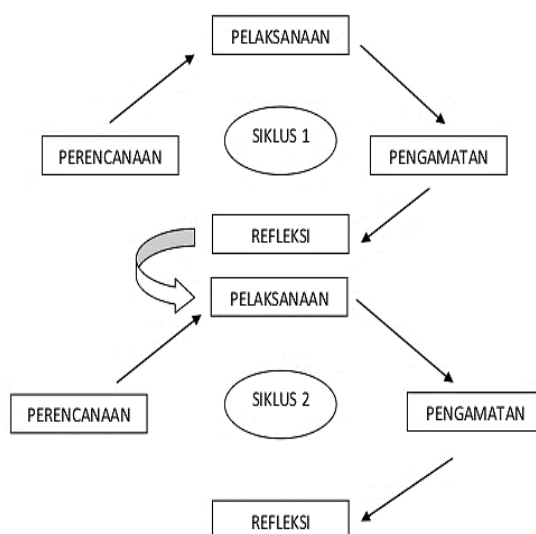 PELAKSANAAN
SIKLUS 1
PERENCANAAN
PENGAMATAN
REFLEKSI
PELAKSANAAN
SIKLUS 2
PERENCANAAN
PENGAMATAN
REFLEKSI